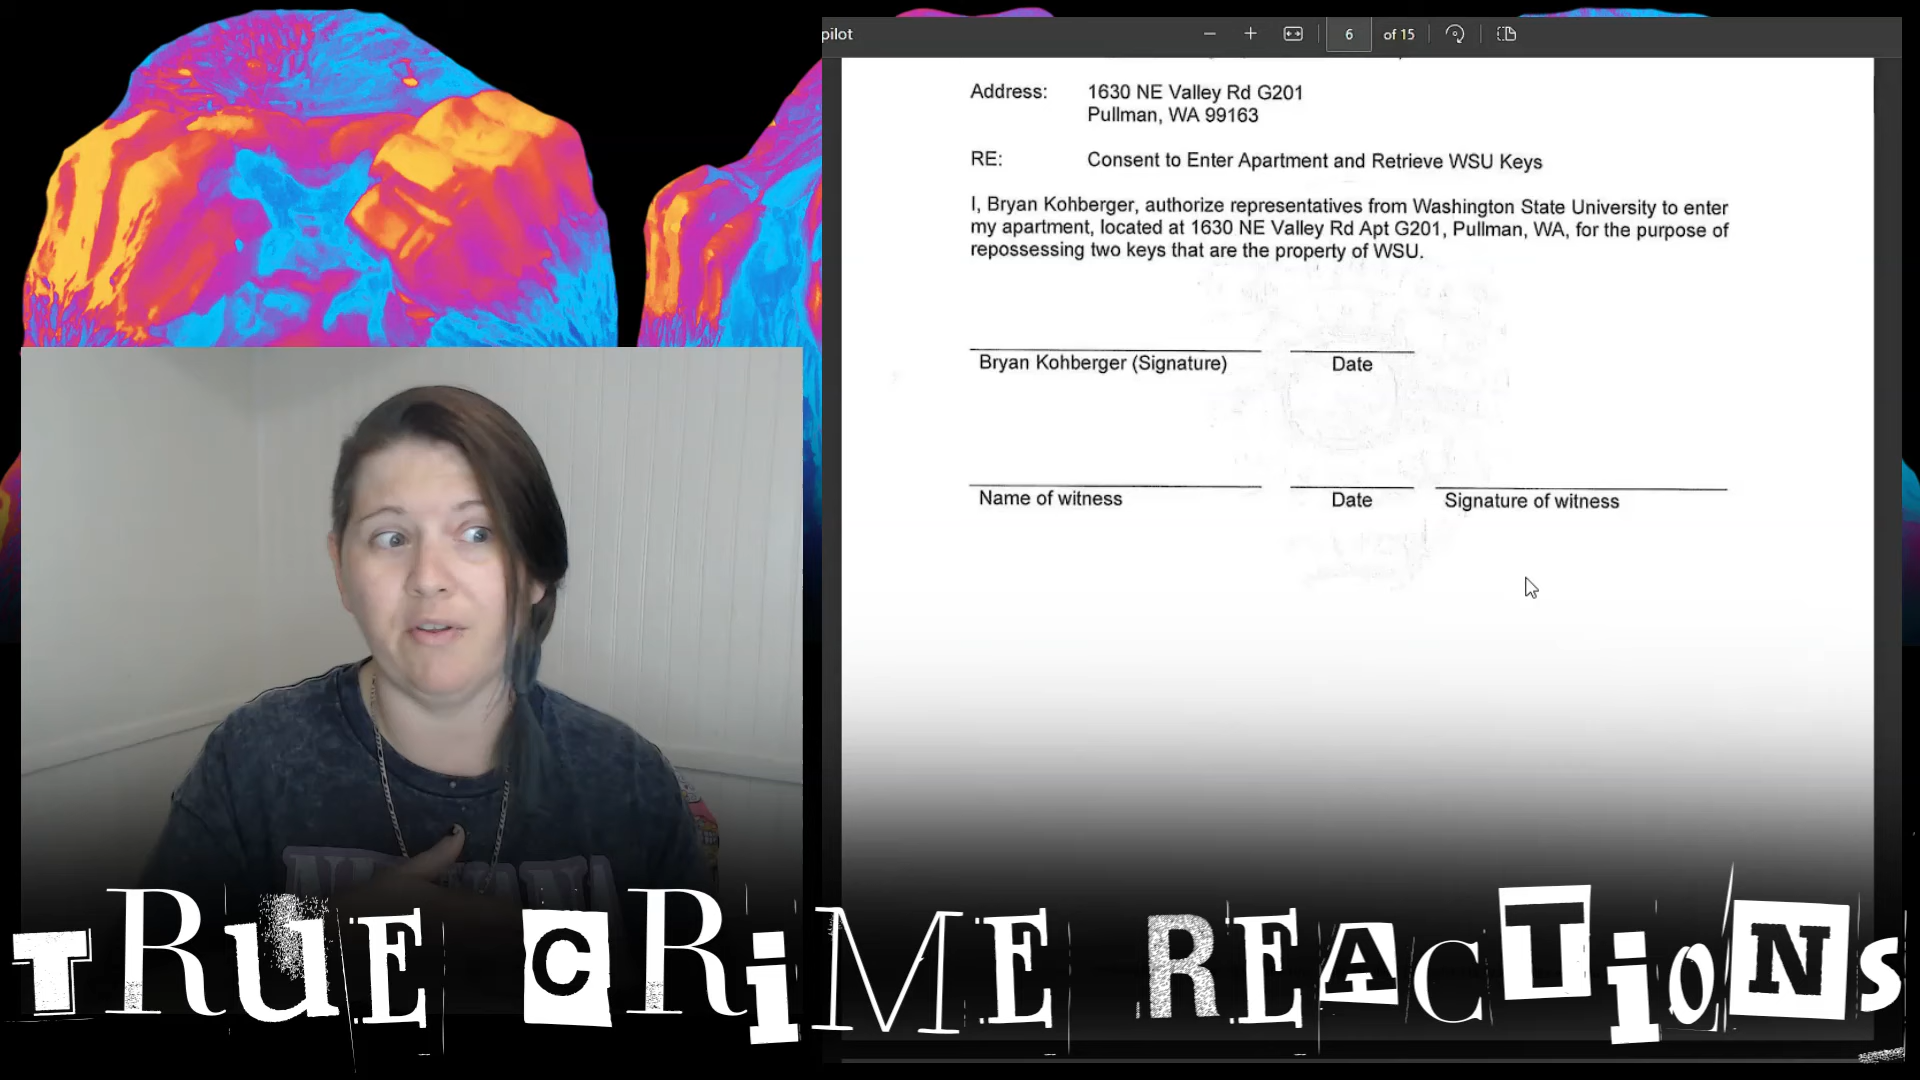 pilot
6 of 15
Address: 1630 NE Valley Rd G201
Pullman, WA 99163
RE: Consent to Enter Apartment and Retrieve WSU Keys
I, Bryan Kohberger, authorize representatives from Washington State University to enter
my apartment, located at 1630 NE Valley Rd Apt G201, Pullman, WA, for the purpose of
repossessing two keys that are the property of WSU.
Bryan Kohberger (Signature) Date
Name of witness Date Signature of witness
TRuE CRiME REACTiONs